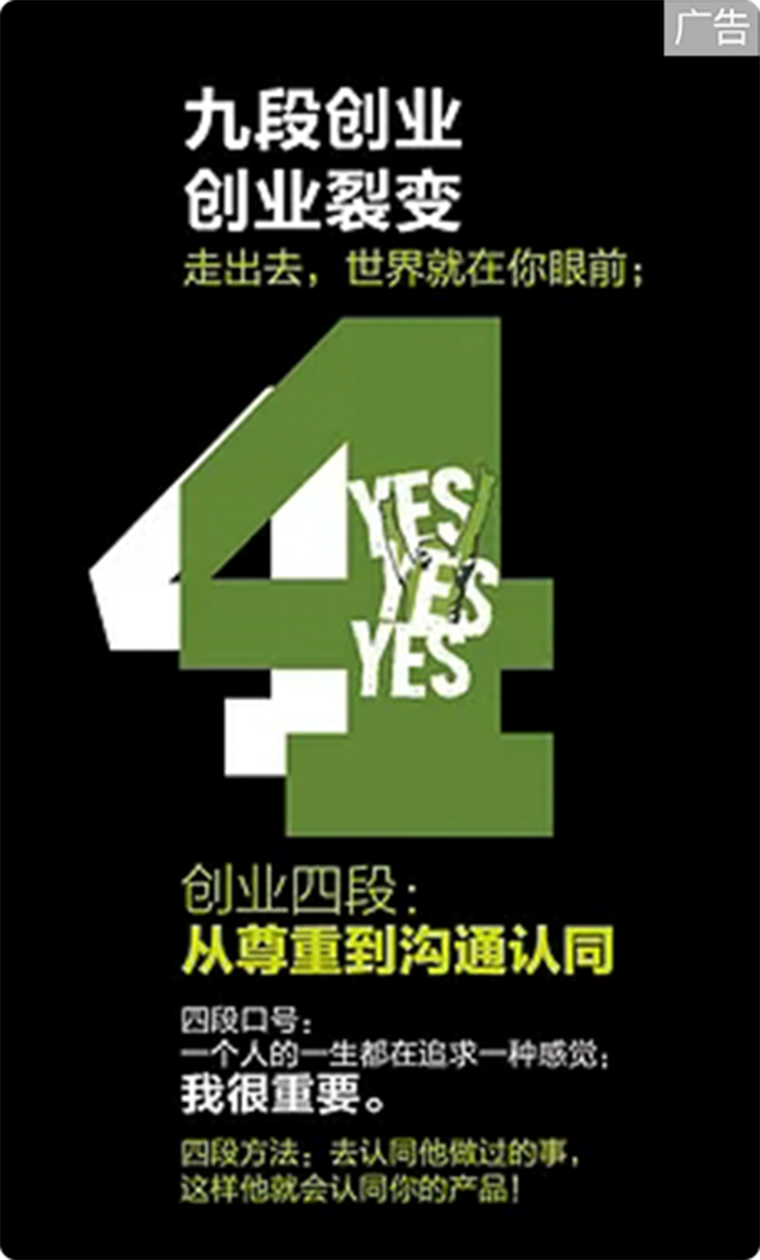 广告
九段创业
创业裂变
走出去，世界就在你眼前；
YES
YES
YES
创业四段：
从尊重到沟通认同
四段口号：
一个人的一生都在追求一种感觉；
我很重要。
四段方法：去认同他做过的事，
这样他就会认同你的产品！